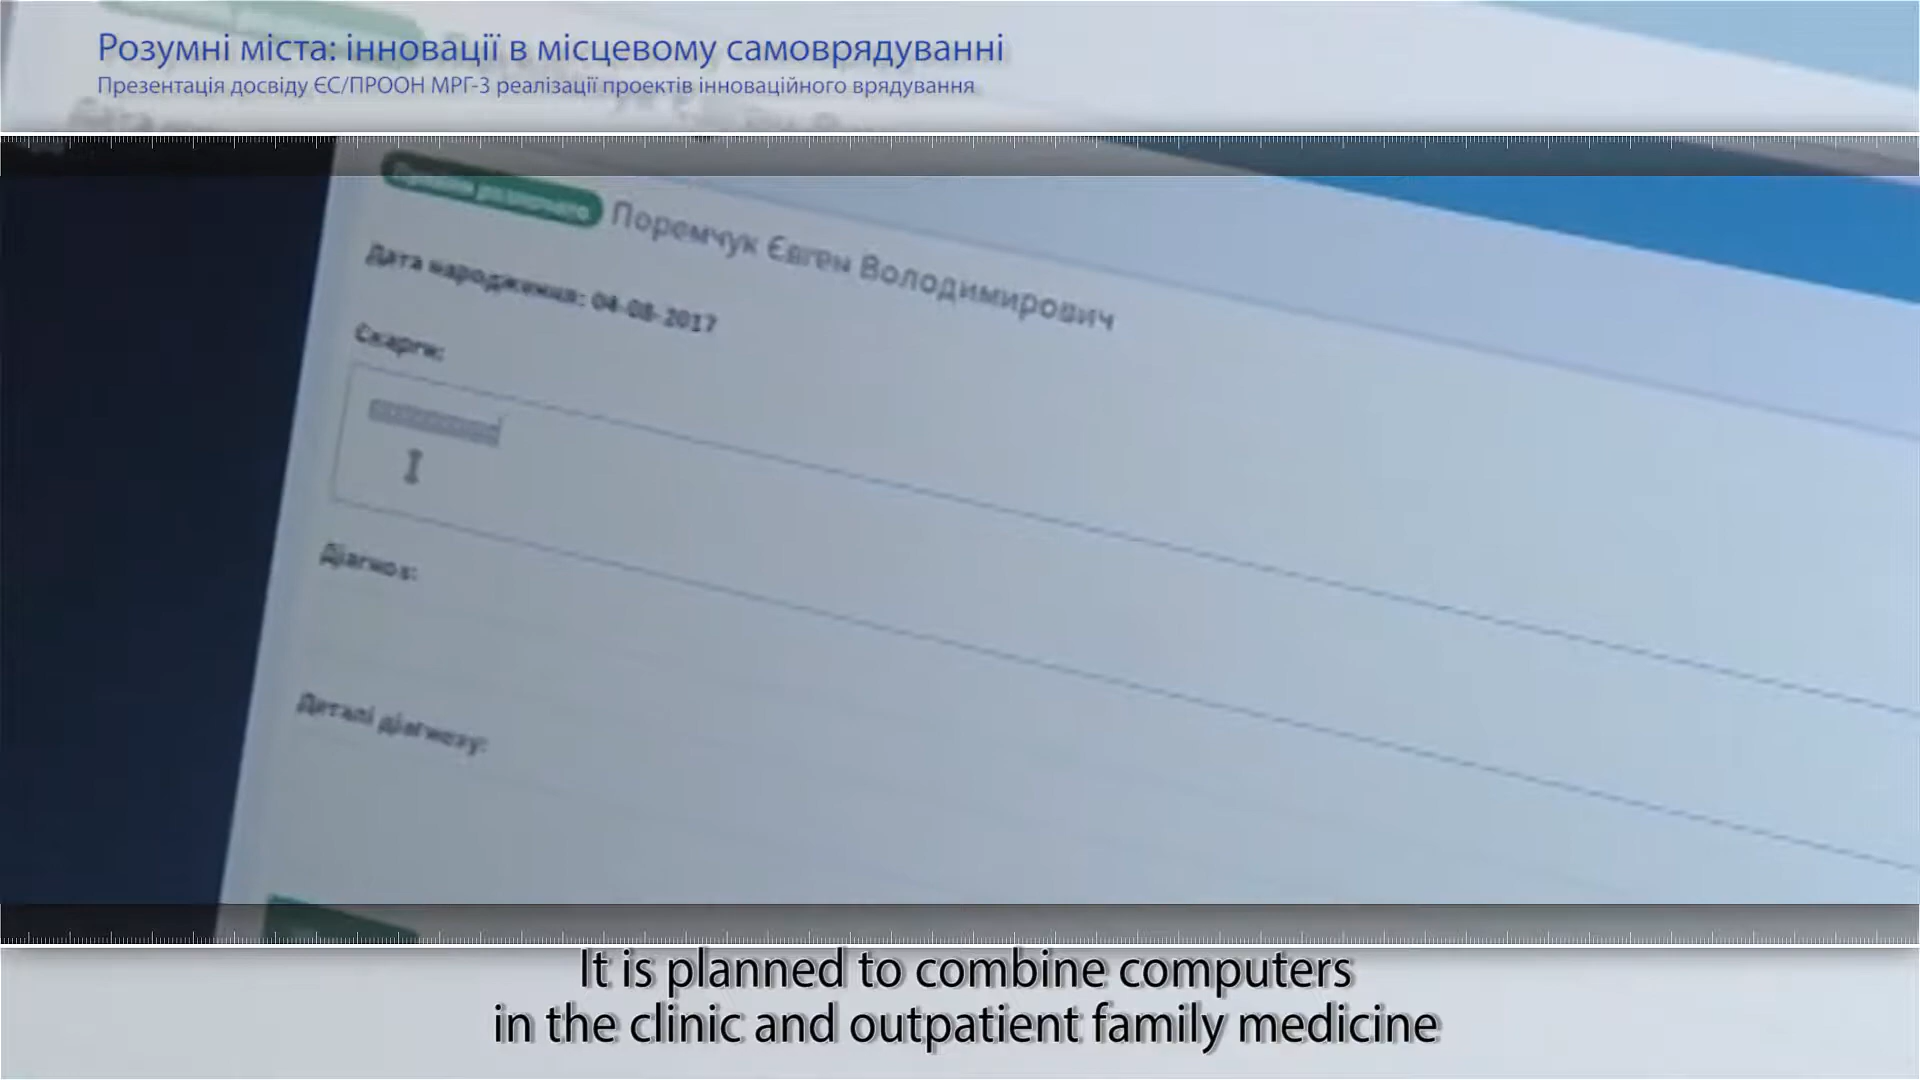 Розумні міста: інновації в місцевому самоврядуванні
Презентація досвіду ЄС/ПРООН МРГ-3 реалізації проектів інноваційного врядування
Поремчук Євген Володимирович
Дата народження: 04-08-2017
Скарги:
Діагноз:
Деталі діагнозу:
It is planned to combine computers
in the clinic and outpatient family medicine